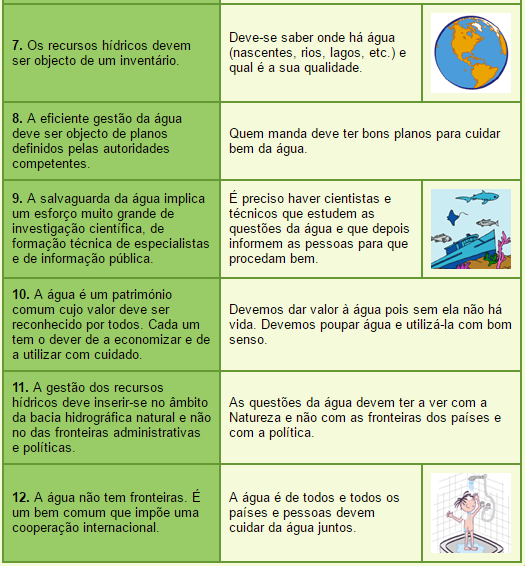 7. Os recursos hídricos devem
ser objecto de um inventário.
Deve-se saber onde há água
(nascentes, rios, lagos, etc.) e
qual é a sua qualidade.
8. A eficiente gestão da água
deve ser objecto de planos
definidos pelas autoridades
competentes.
Quem manda deve ter bons planos para cuidar
bem da água.
9. A salvaguarda da água implica
um esforço muito grande de
investigação científica, de
formação técnica de especialistas
e de informação pública.
É preciso haver cientistas e
técnicos que estudem as
questões da água e que depois
informem as pessoas para que
procedam bem.
10. A água é um património
comum cujo valor deve ser
reconhecido por todos. Cada um
tem o dever de a economizar e de
a utilizar com cuidado.
Devemos dar valor à água pois sem ela não há
vida. Devemos poupar água e utilizá-la com bom
senso.
11. A gestão dos recursos
hídricos deve inserir-se no âmbito
da bacia hidrográfica natural e não
no das fronteiras administrativas
e políticas.
As questões da água devem ter a ver com a
Natureza e não com as fronteiras dos países e
com a política.
12. A água não tem fronteiras. É
um bem comum que impõe uma
cooperação internacional.
A água é de todos e todos os
países e pessoas devem
cuidar da água juntos.